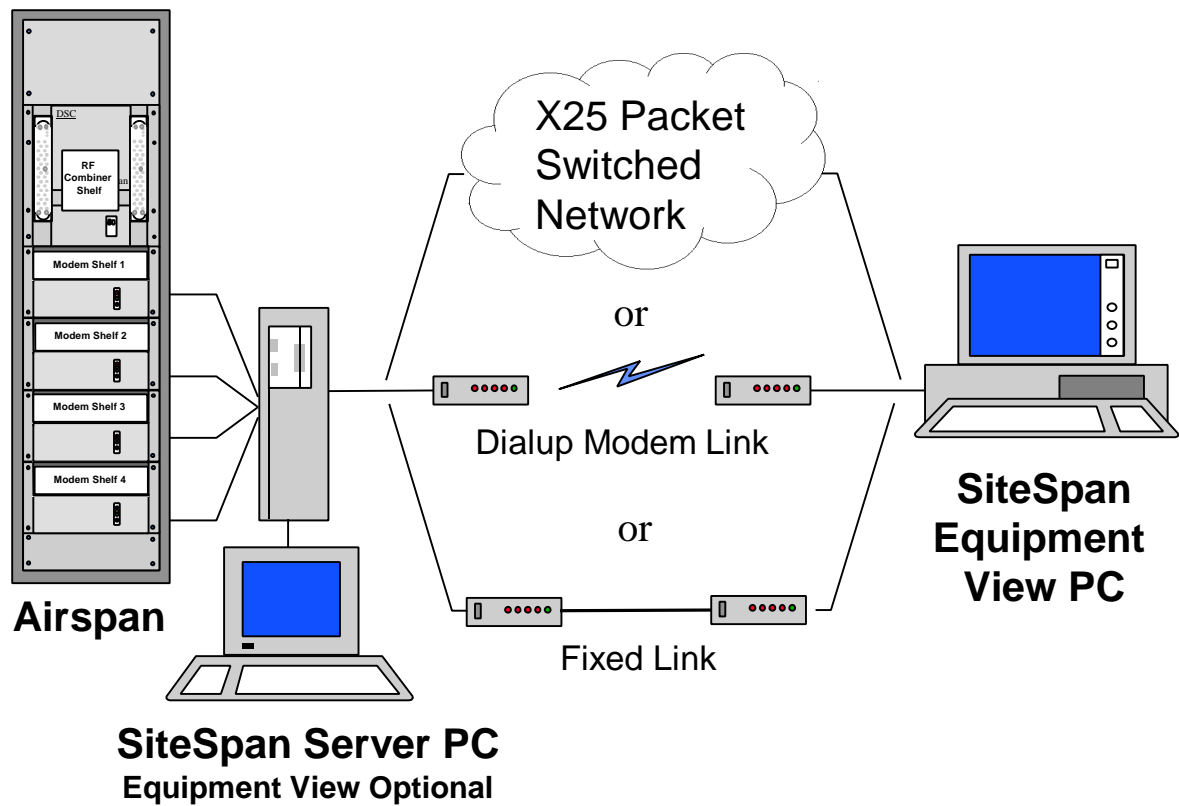 DSC
RF
Combiner
Shelf
an
Modem Shelf 1
Modem Shelf 2
Modem Shelf 3
Modem Shelf 4
Airspan
X25 Packet
Switched
Network
or
Dialup Modem Link
or
Fixed Link
SiteSpan
Equipment
View PC
SiteSpan Server PC
Equipment View Optional